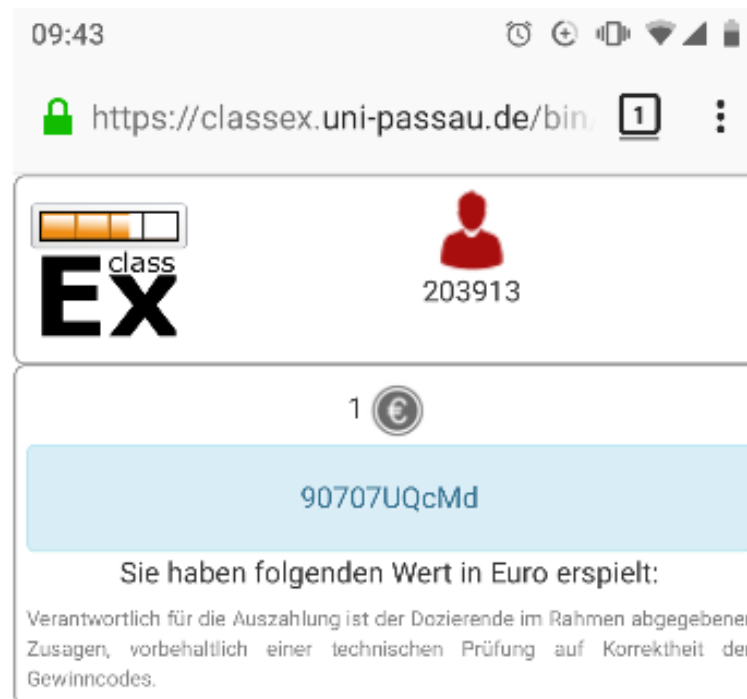 09:43
https://classex.uni-passau.de/bin/ 1
class
Ex
203913
1 €
90707UQcMd
Sie haben folgenden Wert in Euro erspielt:
Verantwortlich für die Auszahlung ist der Dozierende im Rahmen abgegebener
Zusagen, vorbehaltlich einer technischen Prüfung auf Korrektheit der
Gewinncodes.